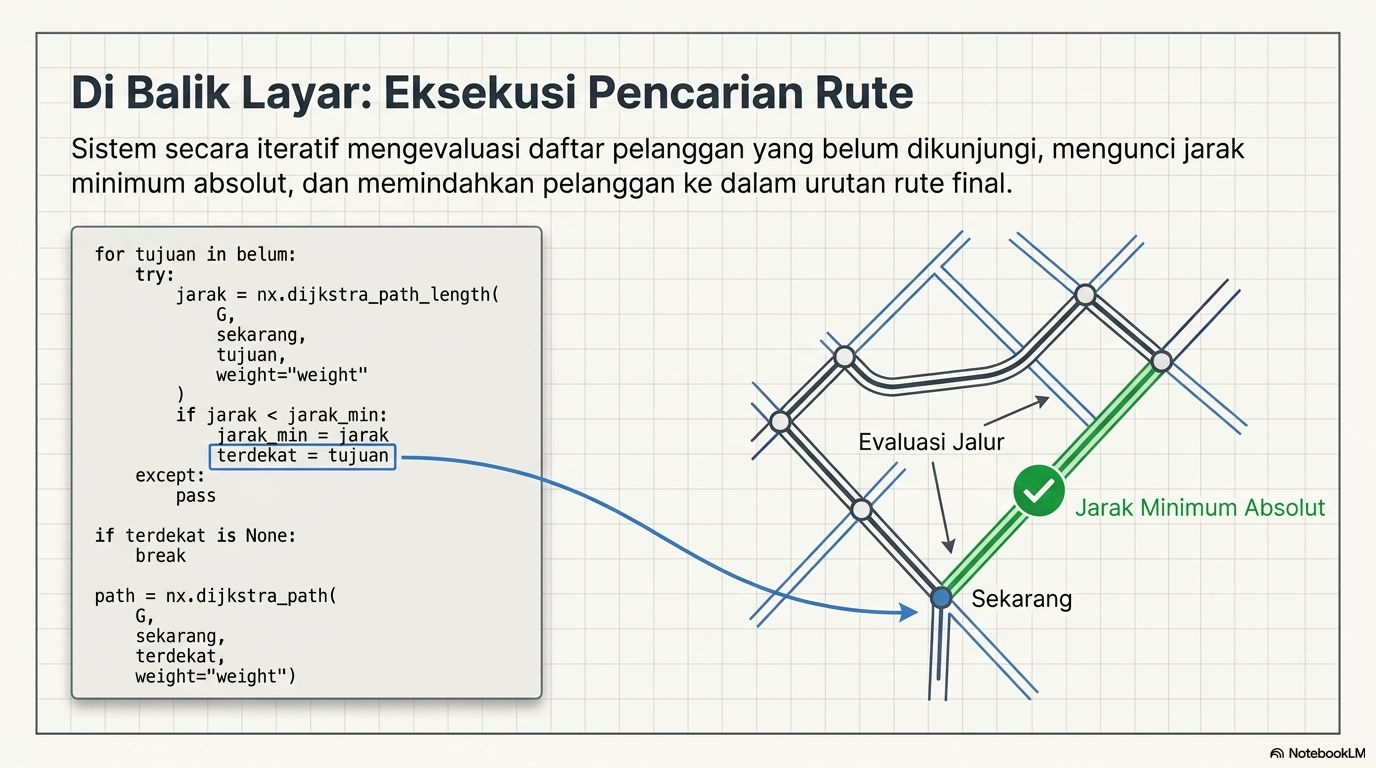 Di Balik Layar: Eksekusi Pencarian Rute
Sistem secara iteratif mengevaluasi daftar pelanggan yang belum dikunjungi, mengunci jarak
minimum absolut, dan memindahkan pelanggan ke dalam urutan rute final.
for tujuan in belum:
    try:
        jarak = nx.dijkstra_path_length(
            G,
            sekarang,
            tujuan,
            weight="weight"
        )
        if jarak < jarak_min:
            jarak_min = jarak
            terdekat = tujuan
    except:
        pass

if terdekat is None:
    break

path = nx.dijkstra_path(
    G,
    sekarang,
    terdekat,
    weight="weight")
Evaluasi Jalur
Jarak Minimum Absolut
Sekarang
NotebookLM